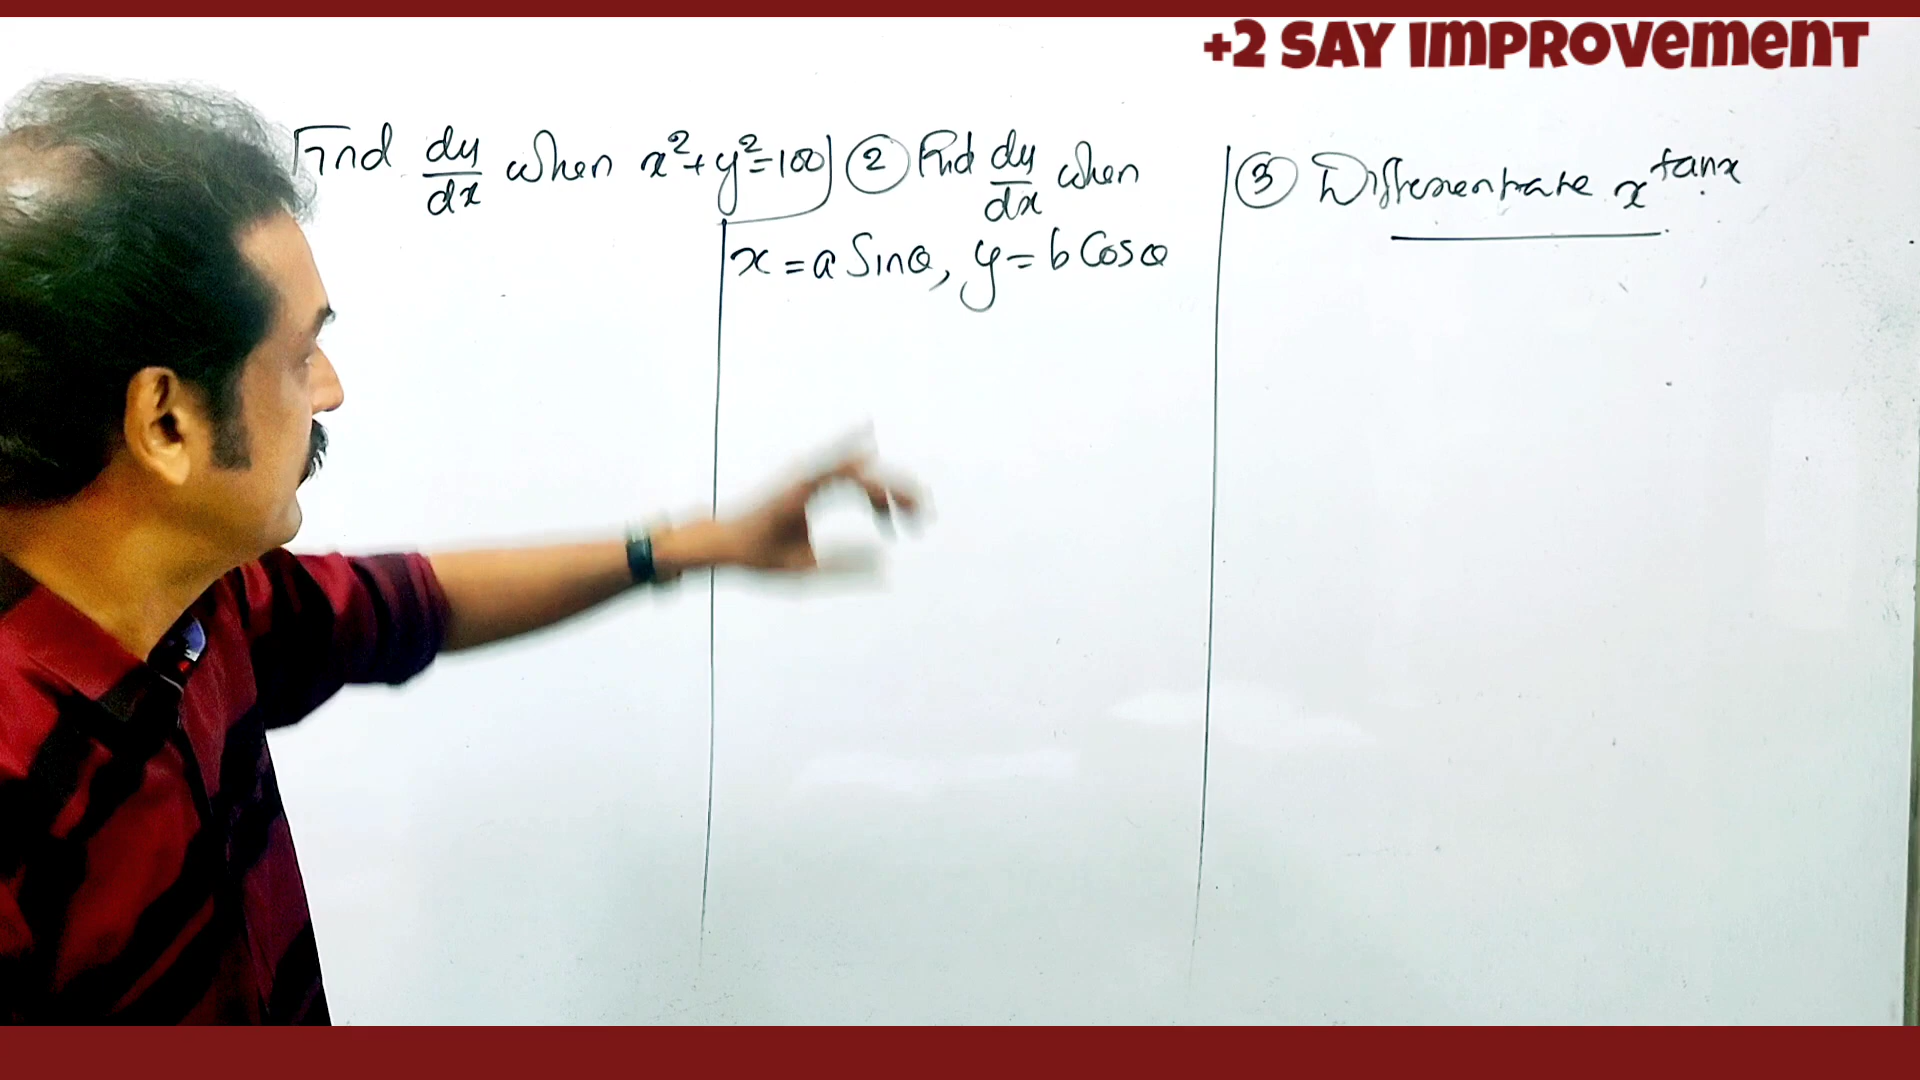 +2 SAY IMPROVEMENT
Find dy/dx when x²+y²=100
② Find dy/dx when
x = a Sinθ, y = b Cosθ
③ Differentiate x^tanx